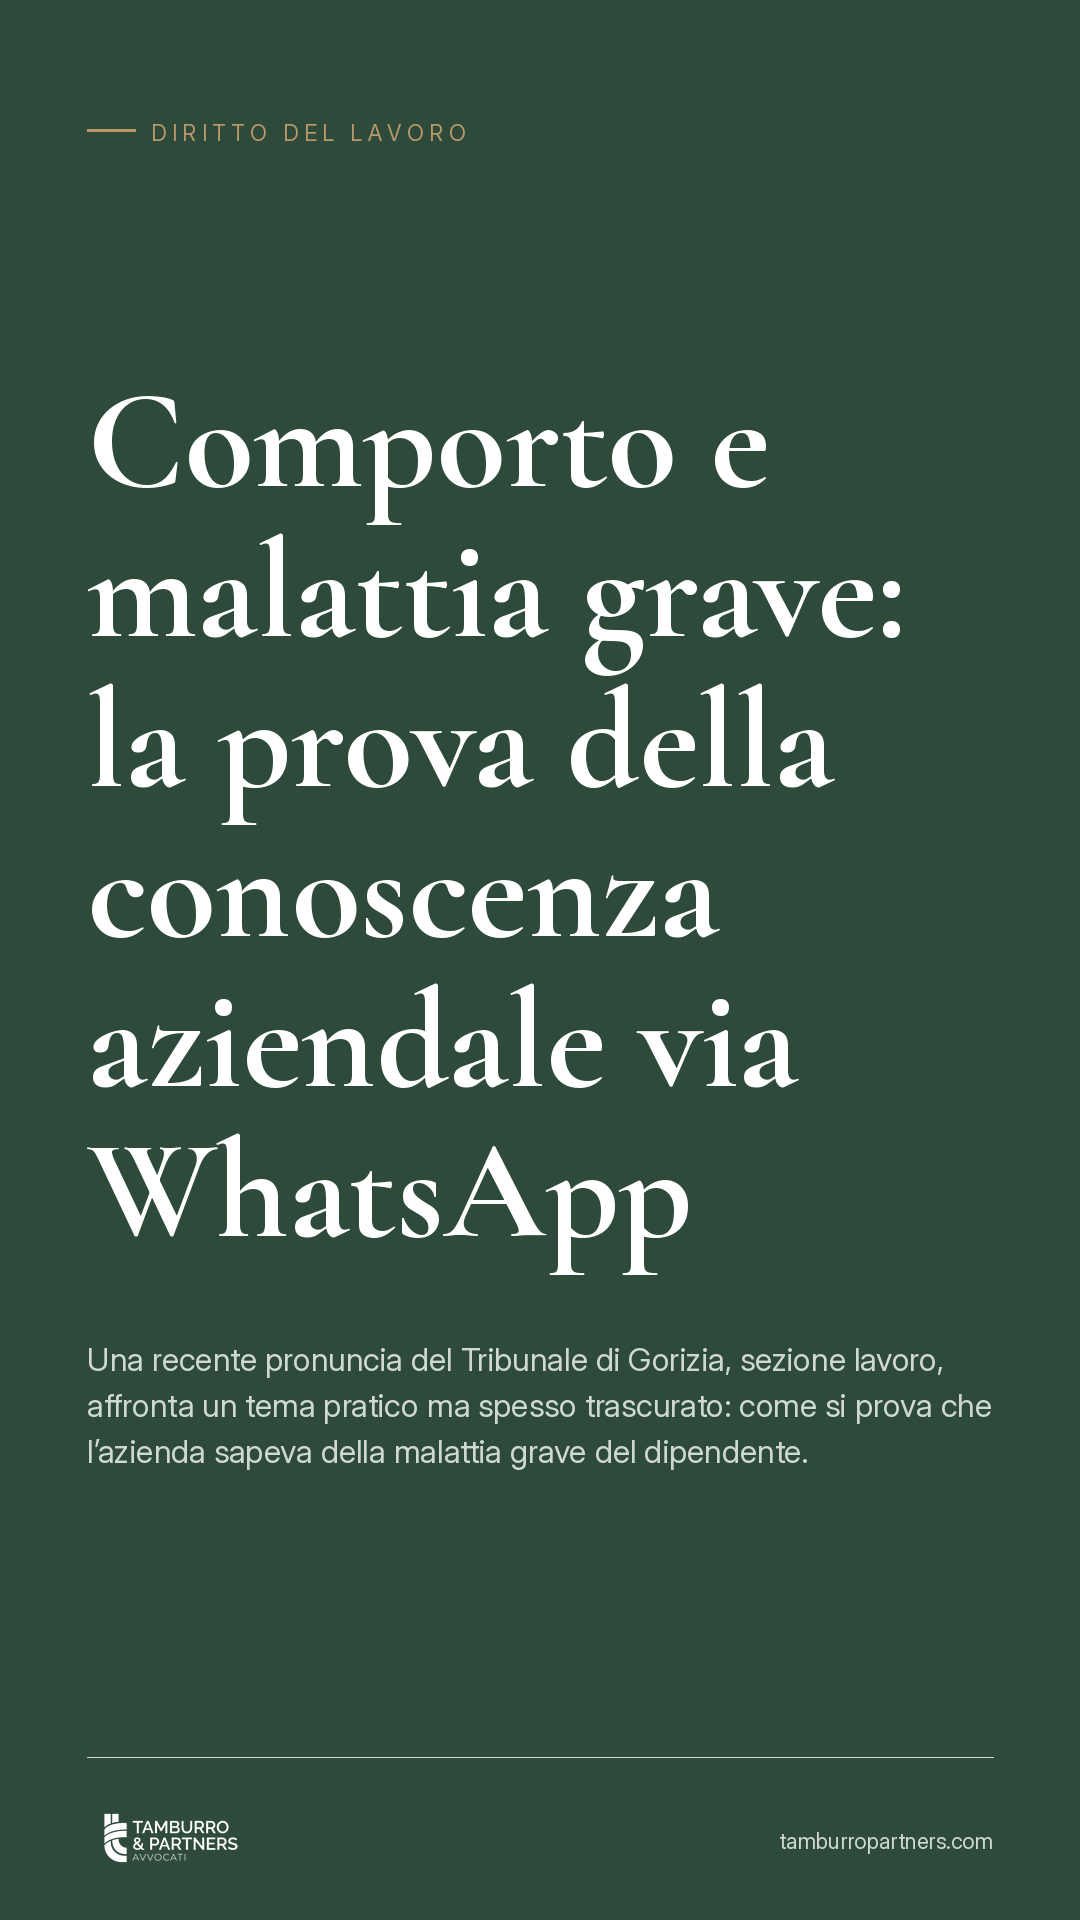 DIRITTO DEL LAVORO
Comporto e
malattia grave:
la prova della
conoscenza
aziendale via
WhatsApp
Una recente pronuncia del Tribunale di Gorizia, sezione lavoro,
affronta un tema pratico ma spesso trascurato: come si prova che
l’azienda sapeva della malattia grave del dipendente.
TAMBURRO
& PARTNERS
AVVOCATI
tamburropartners.com